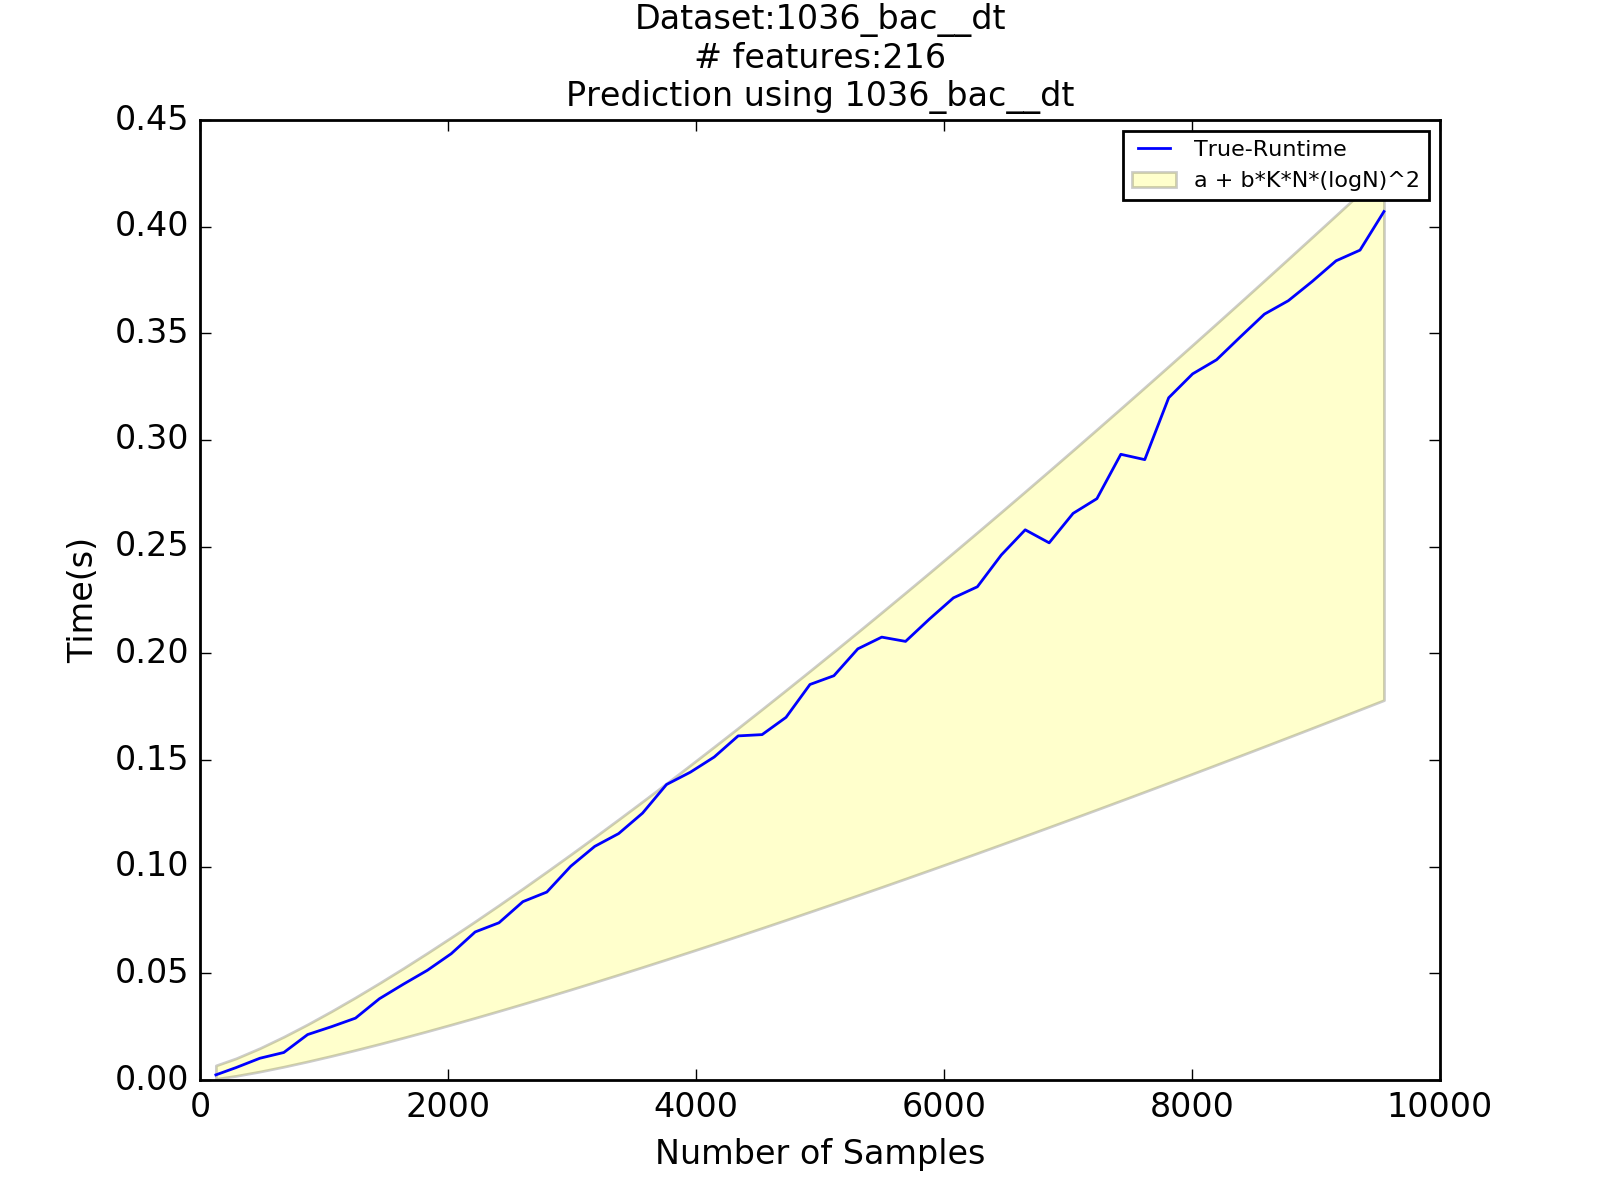 Dataset:1036_bac__dt
# features:216
Prediction using 1036_bac__dt
0.45
True-Runtime
a + b*K*N*(logN)^2
0.40
0.35
0.30
0.25
0.20
0.15
0.10
0.05
0.00
Time(s)
0 2000 4000 6000 8000 10000
Number of Samples